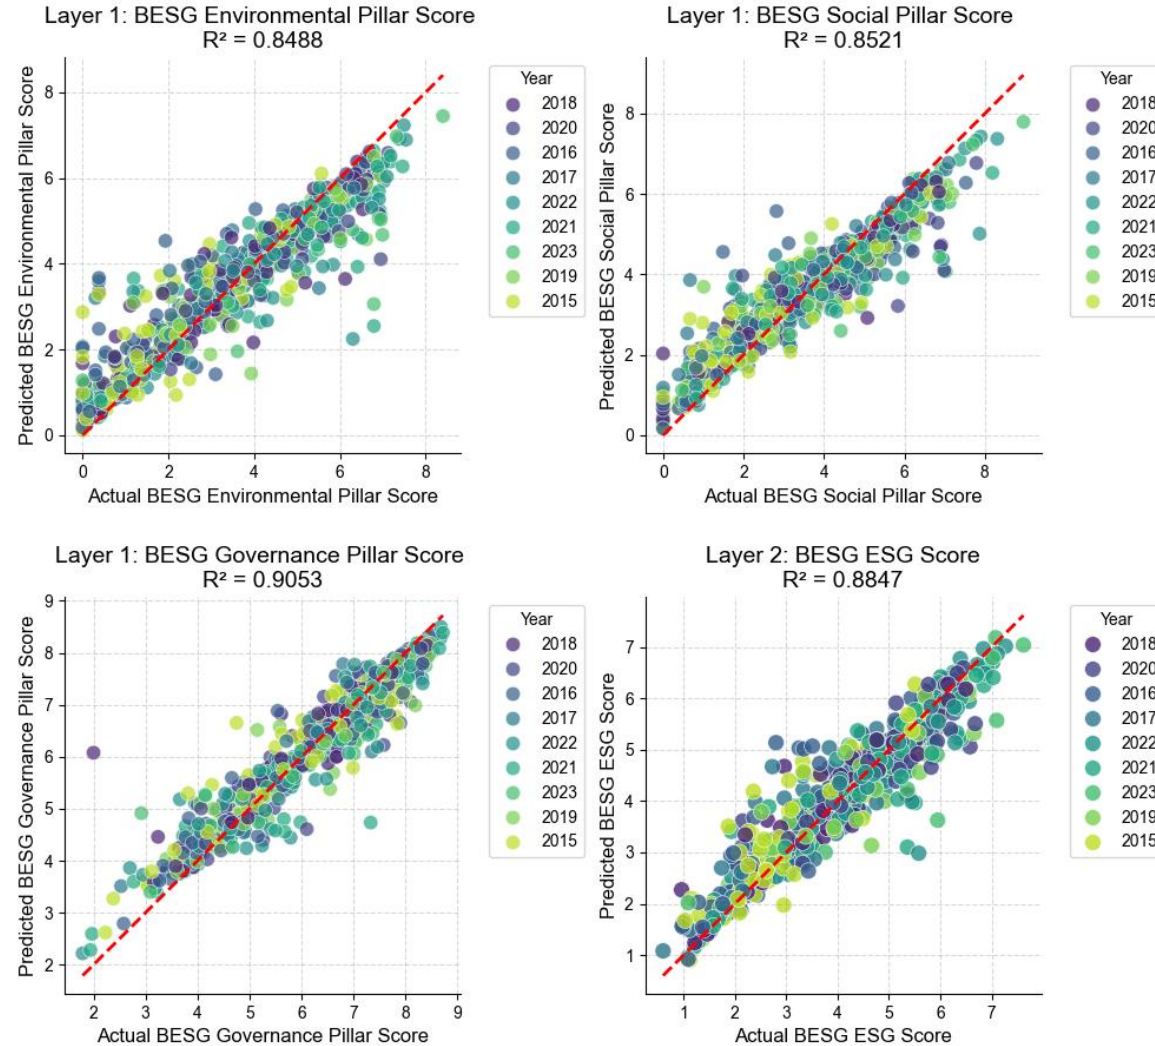 Layer 1: BESG Environmental Pillar Score
R² = 0.8488
Predicted BESG Environmental Pillar Score
8
6
4
2
0
0 2 4 6 8
Actual BESG Environmental Pillar Score
Year
2018
2020
2016
2017
2022
2021
2023
2019
2015
Layer 1: BESG Social Pillar Score
R² = 0.8521
Predicted BESG Social Pillar Score
8
6
4
2
0
0 2 4 6 8
Actual BESG Social Pillar Score
Year
2018
2020
2016
2017
2022
2021
2023
2019
2015
Layer 1: BESG Governance Pillar Score
R² = 0.9053
Predicted BESG Governance Pillar Score
9
8
7
6
5
4
3
2
2 3 4 5 6 7 8 9
Actual BESG Governance Pillar Score
Year
2018
2020
2016
2017
2022
2021
2023
2019
2015
Layer 2: BESG ESG Score
R² = 0.8847
Predicted BESG ESG Score
7
6
5
4
3
2
1
1 2 3 4 5 6 7
Actual BESG ESG Score
Year
2018
2020
2016
2017
2022
2021
2023
2019
2015